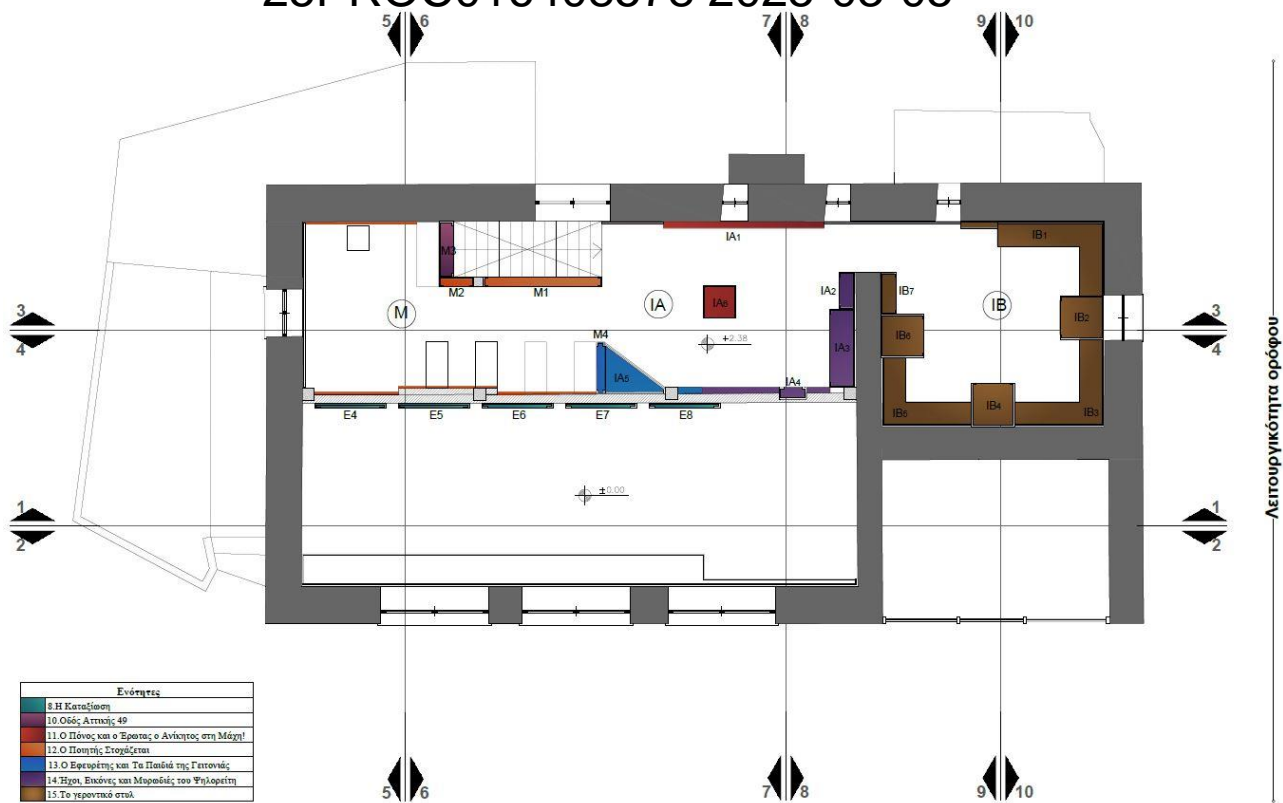 5 6
7 8
9 10
M3
IA1
IB1
M2
M1
IA2
IB7
3
M
IA
IA6
IB
IB2
3
4
M4
+2.38
IA3
IB6
4
IA5
IA4
IB5
IB4
IB3
E4
E5
E6
E7
E8
±0.00
1
1
2
2
Λειτουργικότητα ορόφου
Ενότητες
8.Η Καταξίωση
10.Οδός Αττικής 49
11.Ο Πόνος και ο Έρωτας ο Ανίκητος στη Μάχη!
12.Ο Ποιητής Στοχάζεται
13.Ο Εφευρέτης και Τα Παιδιά της Γειτονιάς
14.Ήχοι, Εικόνες και Μυρωδιές του Ψηλορείτη
15.Το γεροντικό στυλ
5 6
7 8
9 10